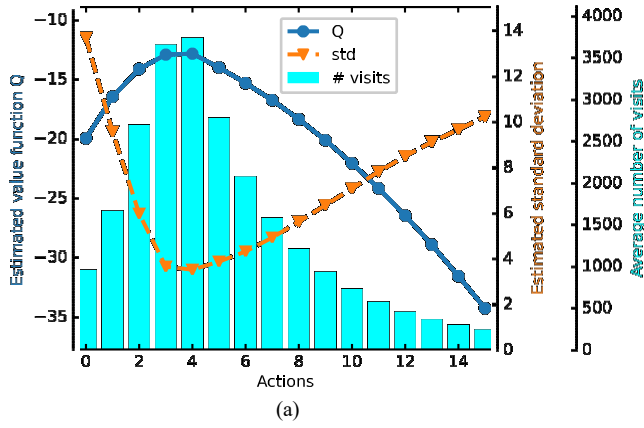 Q
std
# visits
Estimated value function Q
−10
−15
−20
−25
−30
−35
0 2 4 6 8 10 12 14
Actions
14
12
10
8
6
4
2
0
Estimated standard deviation
4000
3500
3000
2500
2000
1500
1000
500
0
Average number of visits
(a)